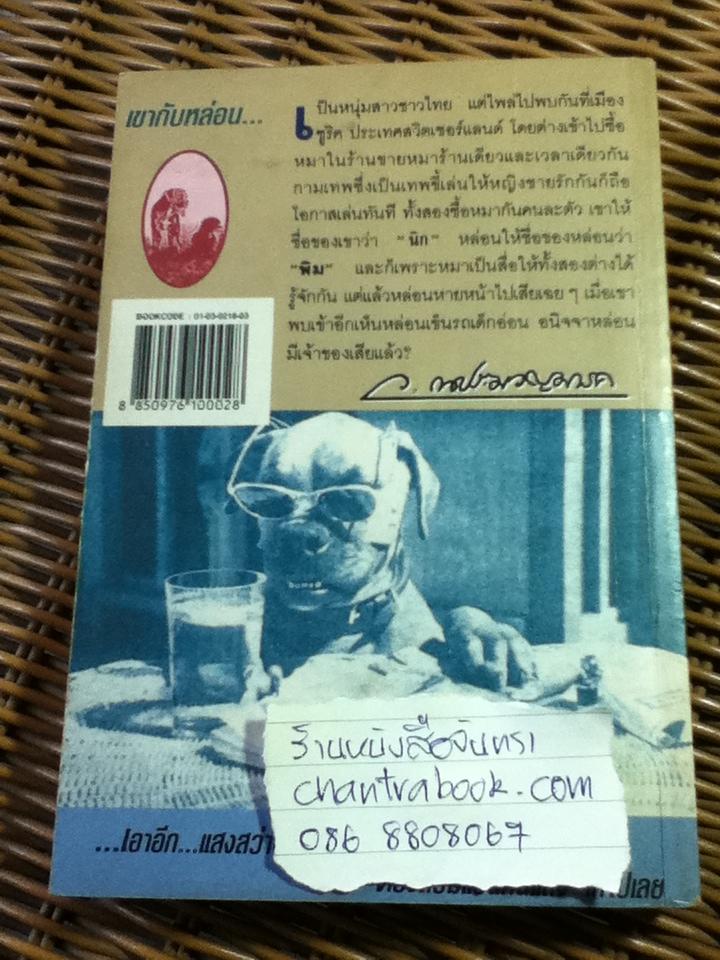 เขากับหล่อน...
เป็นหนุ่มสาวชาวไทย แต่ไพล่ไปพบกันที่เมือง
ซูริค ประเทศสวิตเซอร์แลนด์ โดยต่างเข้าไปซื้อ
หมาในร้านขายหมาร้านเดียวและเวลาเดียวกัน
กามเทพซึ่งเป็นเทพขี้เล่นให้หญิงชายรักกันก็ถือ
โอกาสเล่นทันที ทั้งสองซื้อหมากันคนละตัว เขาให้
ชื่อของเขาว่า "นิก" หล่อนให้ชื่อของหล่อนว่า
"พิม" และก็เพราะหมาเป็นสื่อให้ทั้งสองต่างได้
รู้จักกัน แต่แล้วหล่อนหายหน้าไปเสียเฉย ๆ เมื่อเขา
พบเข้าอีกเห็นหล่อนเข็นรถเด็กอ่อน อนิจจาหล่อน
มีเจ้าของเสียแล้ว?
ว. ณประมวญมารค
BOOKCODE : 01-03-0218-03
8 850976 100028
ร้านหนังสือจันทรา
chantrabook.com
086 8808067
...เอาอีก...แสงสว่า
ไปเลย